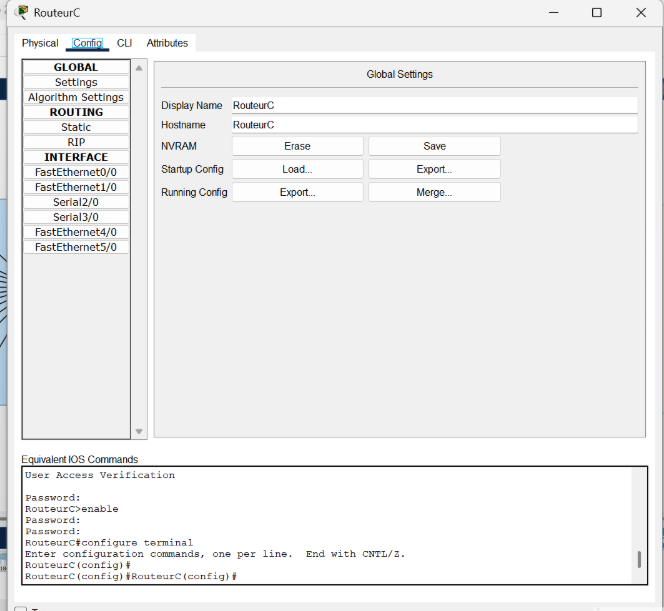 RouteurC
Physical Config CLI Attributes
GLOBAL
Settings
Algorithm Settings
ROUTING
Static
RIP
INTERFACE
FastEthernet0/0
FastEthernet1/0
Serial2/0
Serial3/0
FastEthernet4/0
FastEthernet5/0
Global Settings
Display Name RouteurC
Hostname RouteurC
NVRAM Erase Save
Startup Config Load... Export...
Running Config Export... Merge...
Equivalent IOS Commands
User Access Verification
Password:
RouteurC>enable
Password:
Password:
RouteurC#configure terminal
Enter configuration commands, one per line. End with CNTL/Z.
RouteurC(config)#
RouteurC(config)#RouteurC(config)#